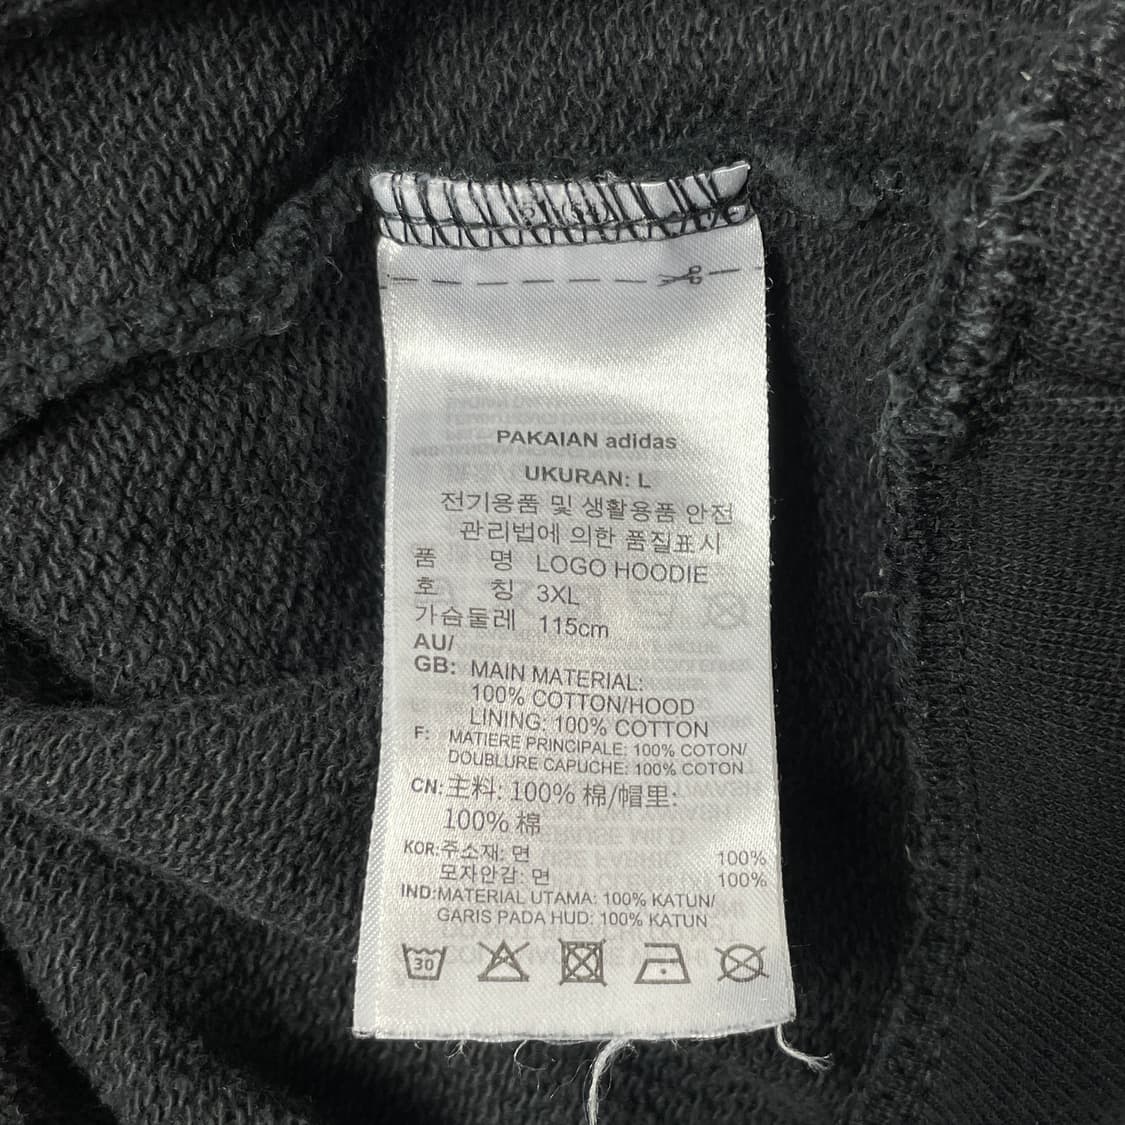 PAKAIAN adidas
UKURAN: L
전기용품 및 생활용품 안전
관리법에 의한 품질표시
품 명 LOGO HOODIE
호 칭 3XL
가슴둘레 115cm
AU/
GB: MAIN MATERIAL:
100% COTTON/HOOD
LINING: 100% COTTON
F: MATIERE PRINCIPALE: 100% COTON/
DOUBLURE CAPUCHE: 100% COTON
CN: 主料: 100% 棉/帽里:
100% 棉
KOR: 주소재: 면 100%
모자안감: 면 100%
IND: MATERIAL UTAMA: 100% KATUN/
GARIS PADA HUD: 100% KATUN
30